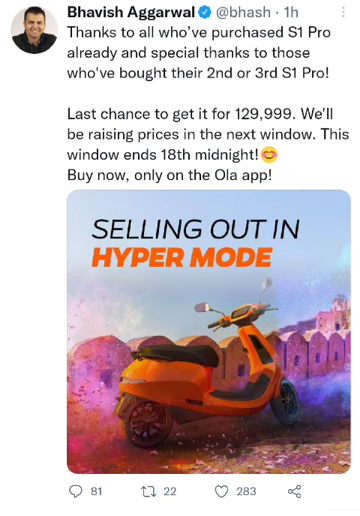 Bhavish Aggarwal @bhash · 1h
Thanks to all who've purchased S1 Pro
already and special thanks to those
who've bought their 2nd or 3rd S1 Pro!
Last chance to get it for 129,999. We'll
be raising prices in the next window. This
window ends 18th midnight!😊
Buy now, only on the Ola app!
SELLING OUT IN
HYPER MODE
81 22 283